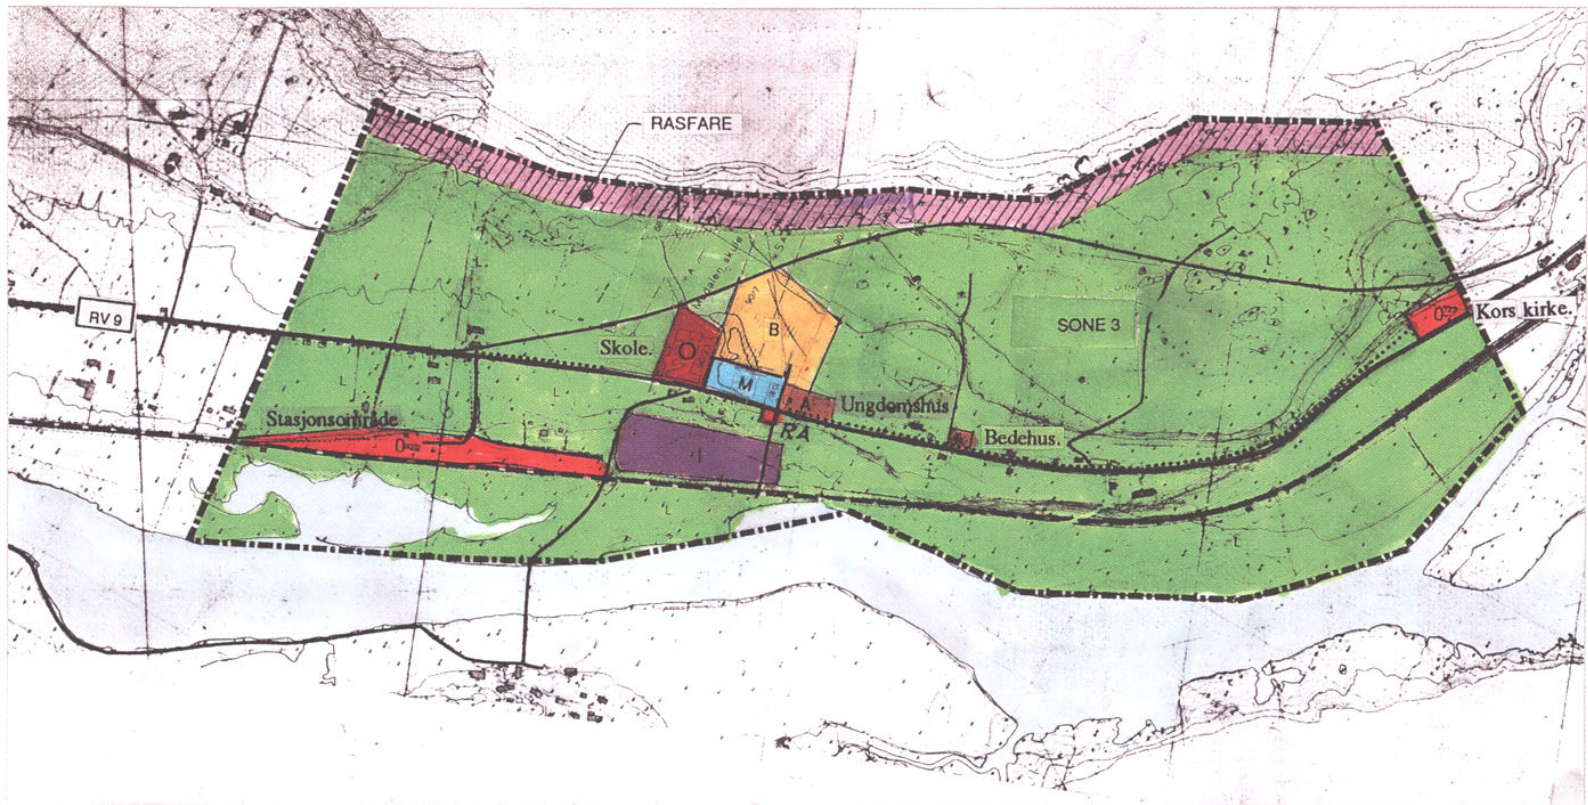 RASFARE
RV 9
SONE 3
Kors kirke.
O
Skole.
O
B
M
A
Ungdomshus
RA
Bedehus.
Stasjonsområde
O
I
L
L
L
L
L
L
L
L